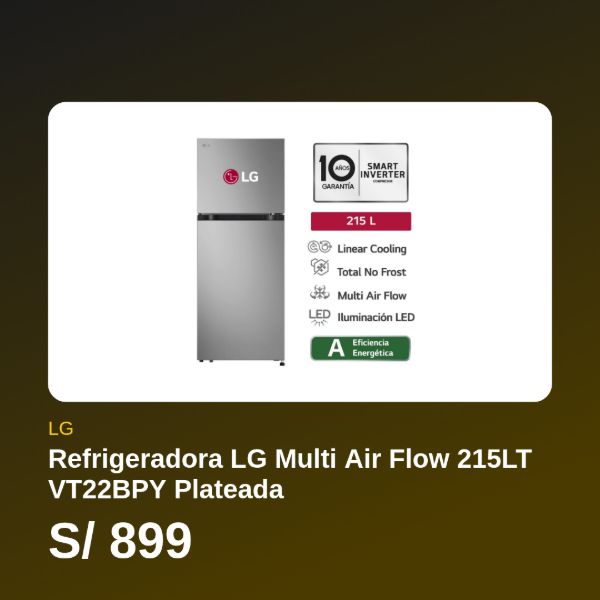 LG
10 AÑOS
GARANTÍA
SMART
INVERTER
COMPRESOR
215 L
Linear Cooling
Total No Frost
Multi Air Flow
LED
Iluminación LED
A
Eficiencia
Energética
LG
Refrigeradora LG Multi Air Flow 215LT
VT22BPY Plateada
S/ 899